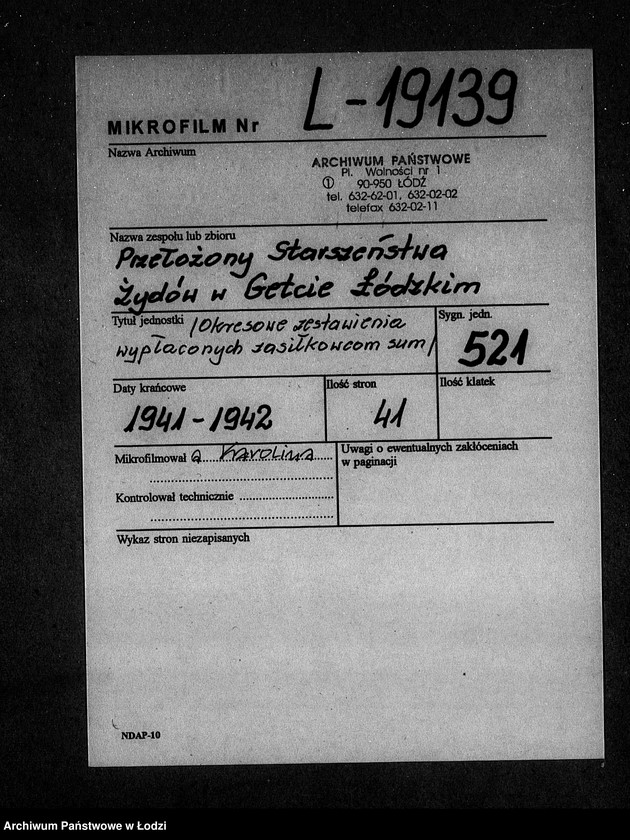 MIKROFILM Nr L-19139
Nazwa Archiwum
ARCHIWUM PAŃSTWOWE
Pl. Wolności nr 1
① 90-950 ŁÓDŹ
tel. 632-62-01, 632-02-02
telefax 632-02-11
Nazwa zespołu lub zbioru
Przełożony Starszeństwa
Żydów w Getcie Łódzkim
Tytuł jednostki /Okresowe zestawienia
wypłaconych zasiłkowcom sum/
Sygn. jedn.
521
Daty krańcowe
1941-1942
Ilość stron
41
Ilość klatek
Mikrofilmował Karolina
Kontrolował technicznie
Uwagi o ewentualnych zakłóceniach
w paginacji
Wykaz stron niezapisanych
NDAP-10
Archiwum Państwowe w Łodzi